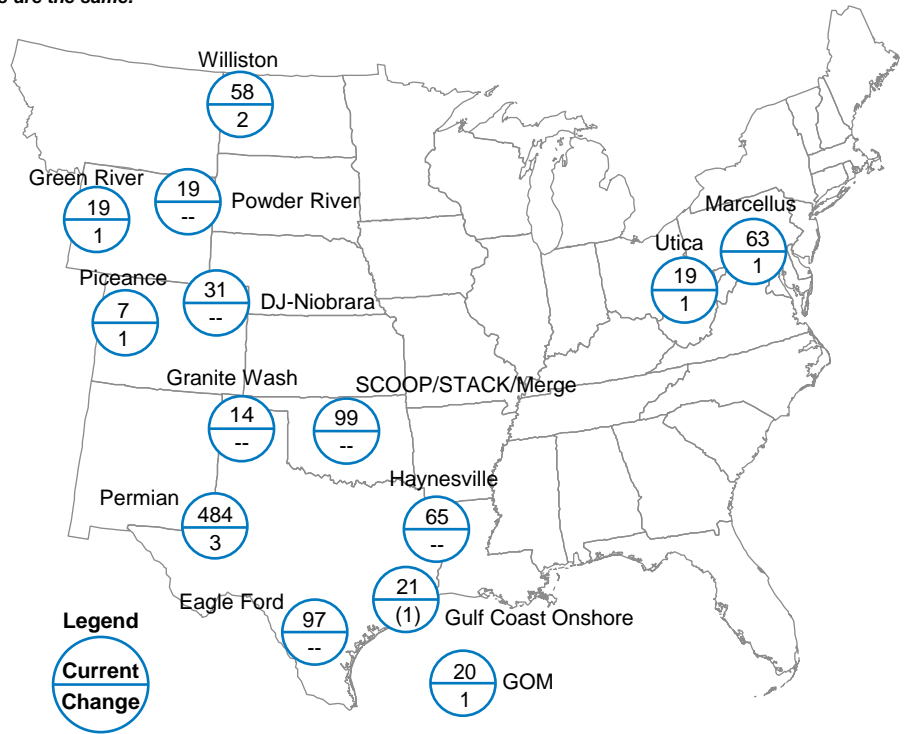 s are the same.
Williston
58
2
Green River
19
1
19
--
Powder River
Marcellus
63
1
Utica
19
1
Piceance
7
1
31
--
DJ-Niobrara
Granite Wash
14
--
SCOOP/STACK/Merge
99
--
Haynesville
65
--
Permian
484
3
Eagle Ford
97
--
21
(1)
Gulf Coast Onshore
20
1
GOM
Legend
Current
Change